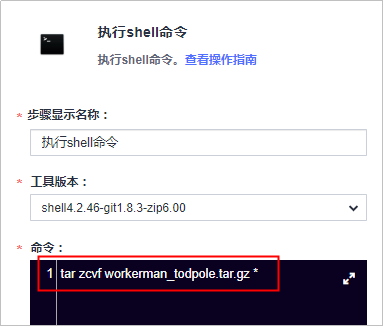 执行shell命令
执行shell命令。查看操作指南
* 步骤显示名称：
执行shell命令
* 工具版本：
shell4.2.46-git1.8.3-zip6.00
* 命令：
1 tar zcvf workerman_todpole.tar.gz *